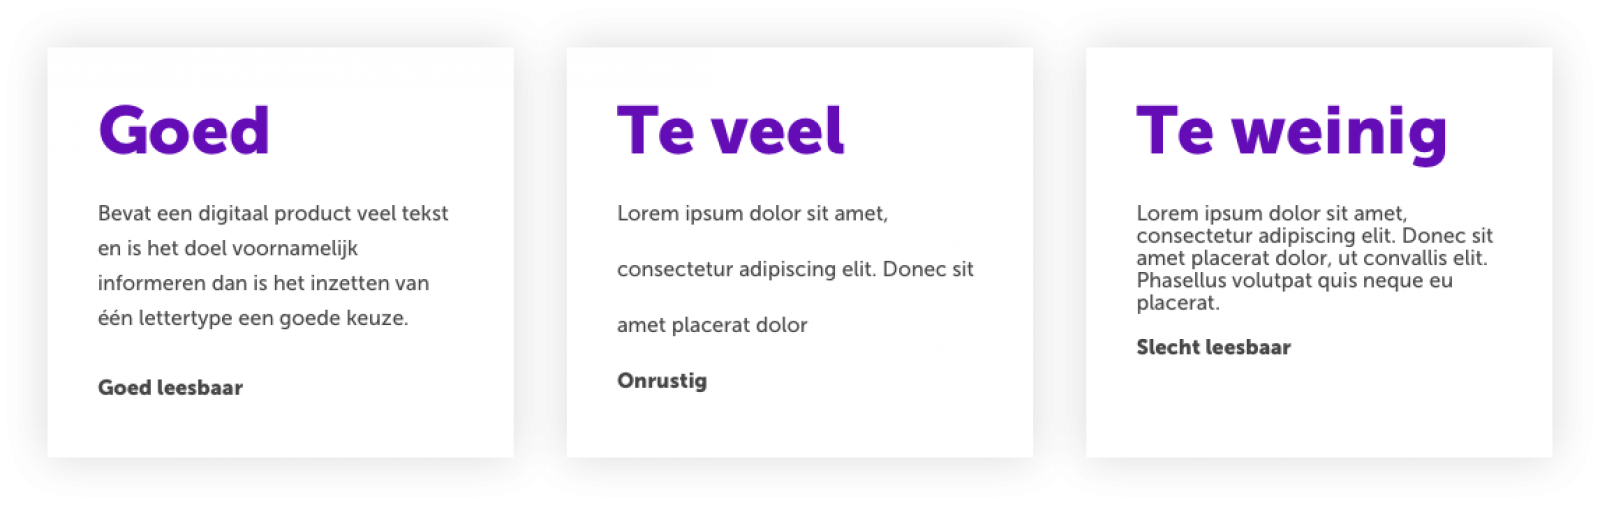 Goed
Bevat een digitaal product veel tekst
en is het doel voornamelijk
informeren dan is het inzetten van
één lettertype een goede keuze.
Goed leesbaar
Te veel
Lorem ipsum dolor sit amet,
consectetur adipiscing elit. Donec sit
amet placerat dolor
Onrustig
Te weinig
Lorem ipsum dolor sit amet,
consectetur adipiscing elit. Donec sit
amet placerat dolor, ut convallis elit.
Phasellus volutpat quis neque eu
placerat.
Slecht leesbaar